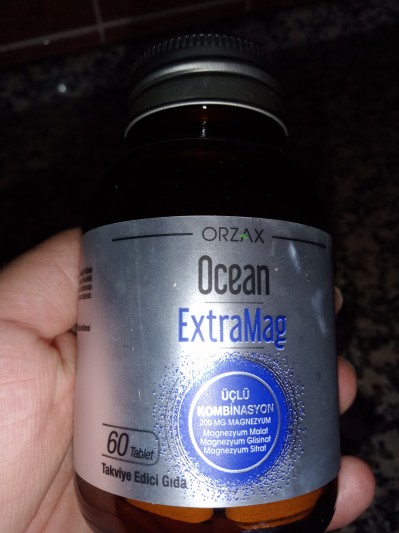 ORZAX
Ocean
ExtraMag
ÜÇLÜ
KOMBİNASYON
200 MG MAGNEZYUM
Magnezyum Malat
Magnezyum Glisinat
Magnezyum Sitrat
60 Tablet
Takviye Edici Gıda